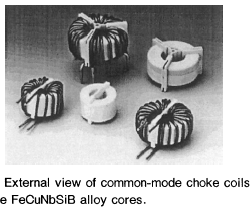 External view of common-mode choke coils
e FeCuNbSiB alloy cores.